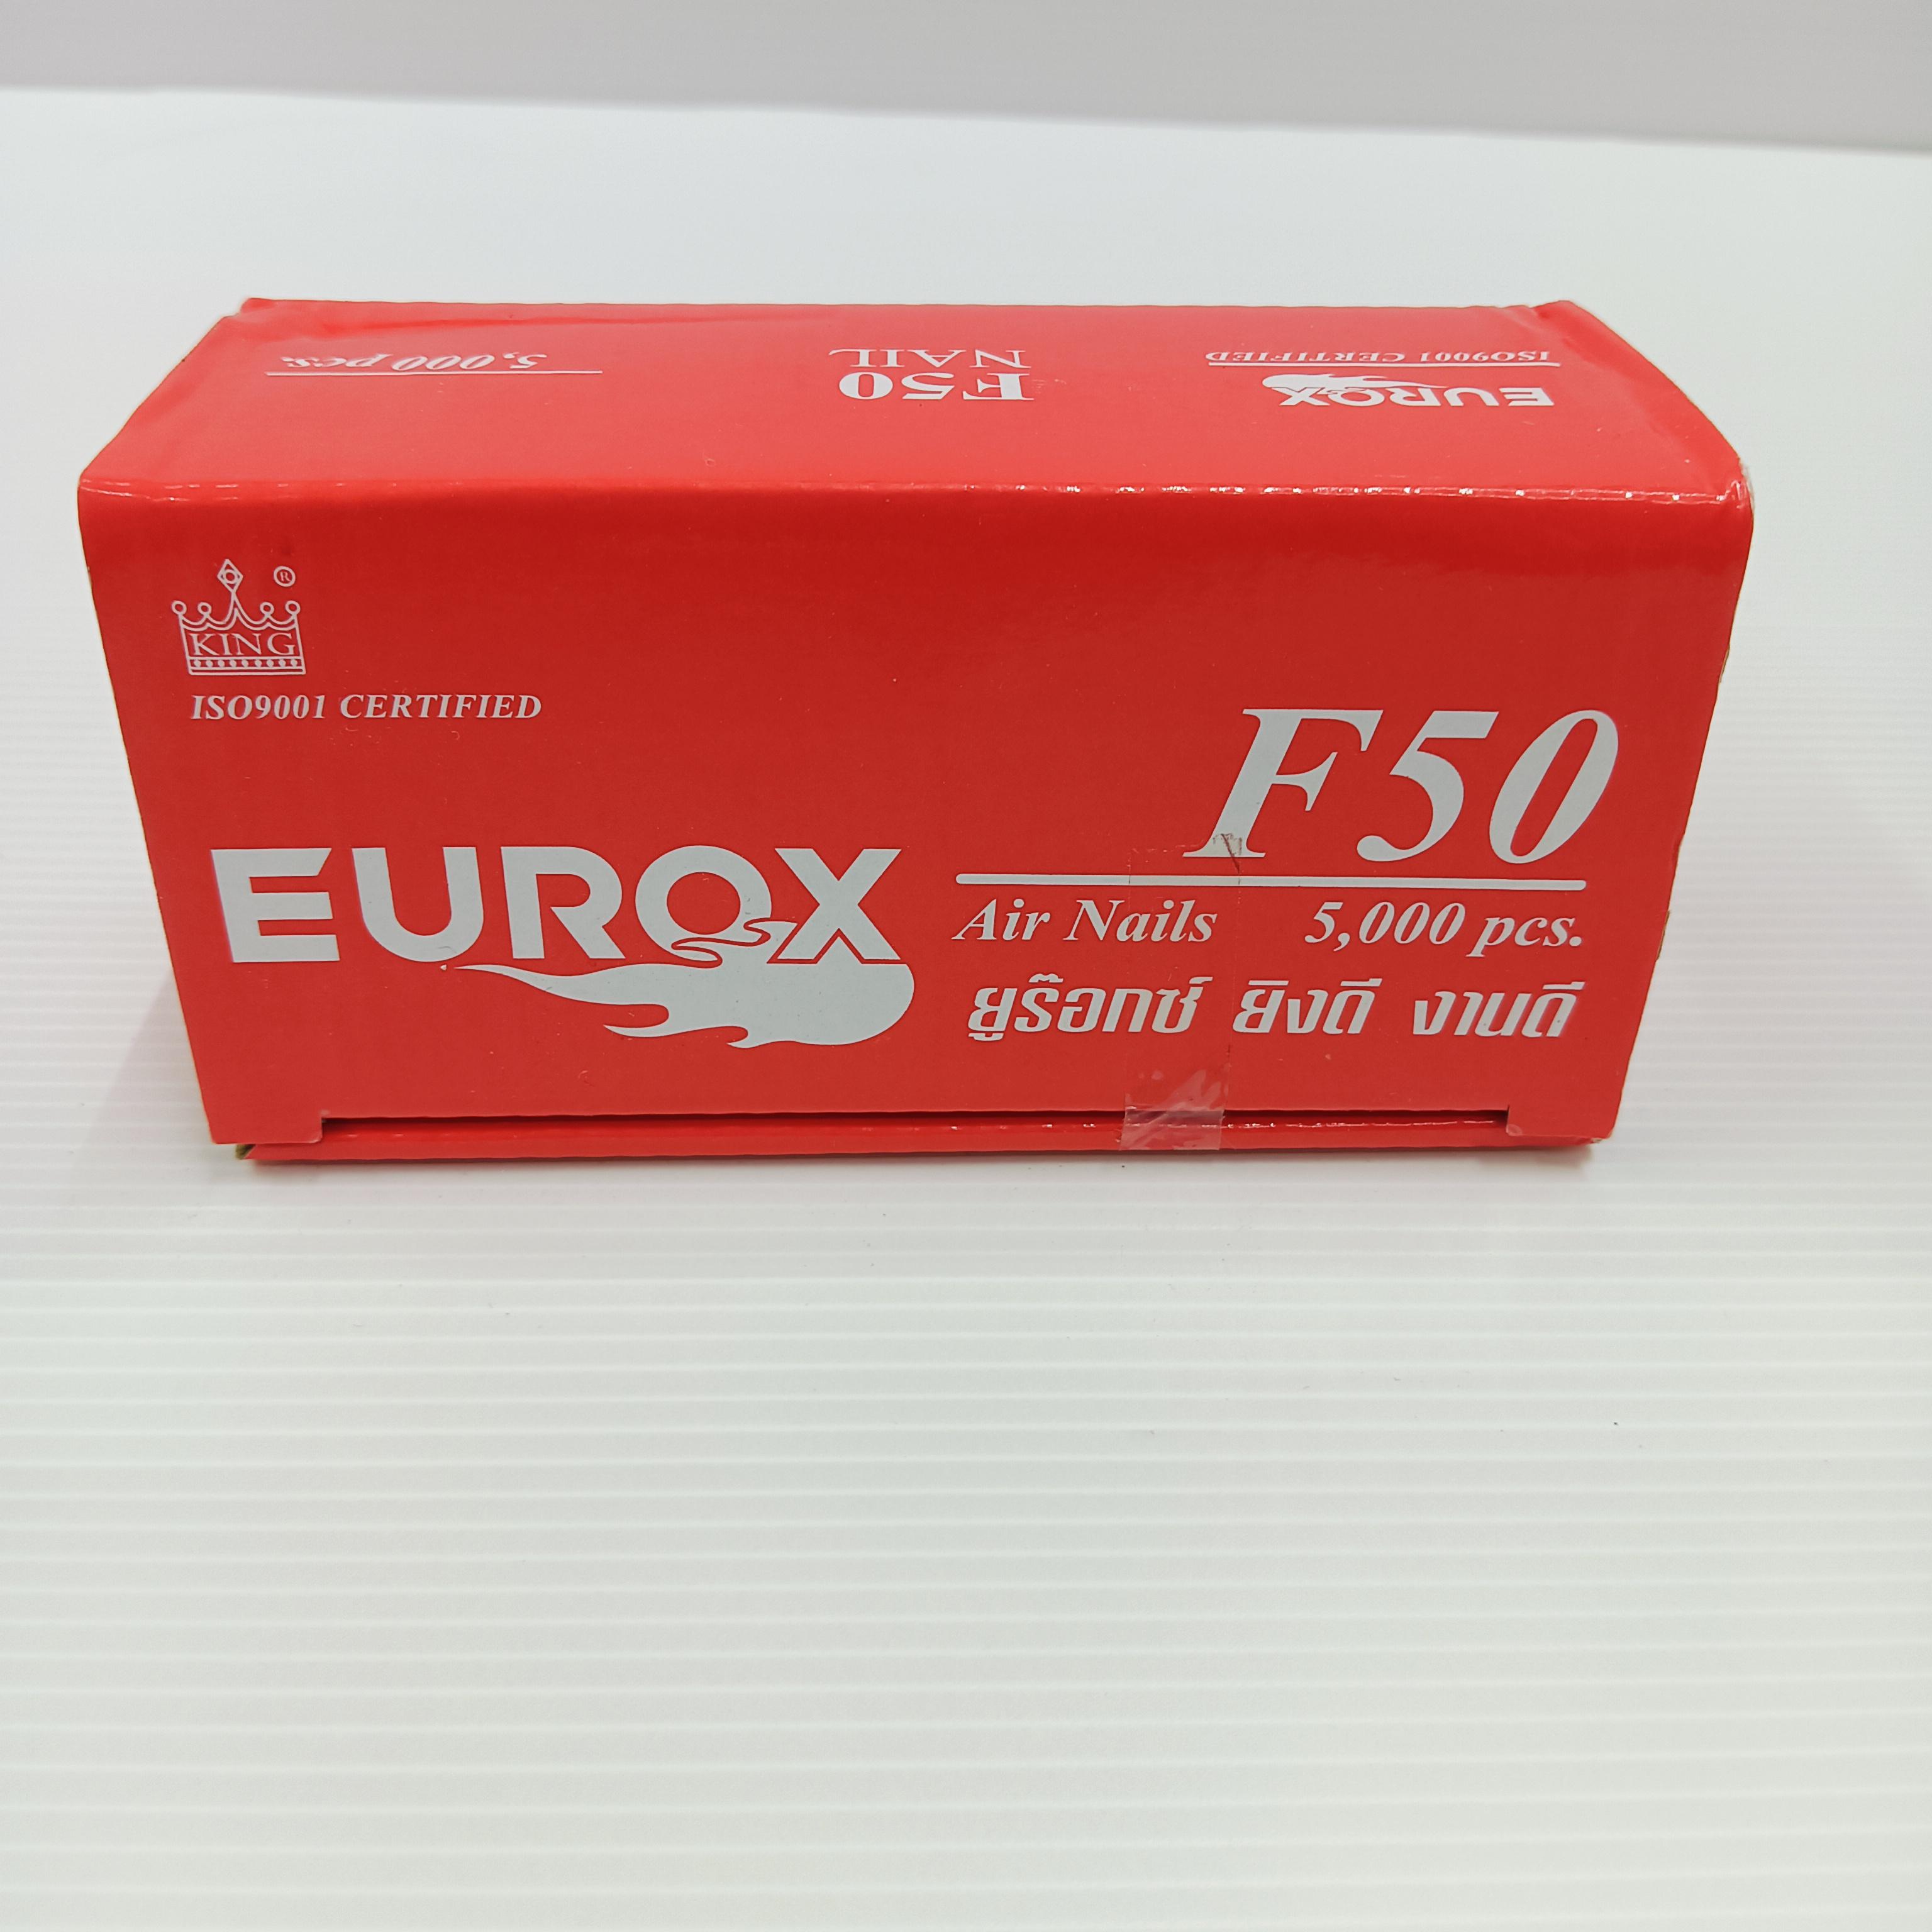 EUROX
ISO9001 CERTIFIED
F50
NAIL
5,000 pcs.
KING ®
ISO9001 CERTIFIED
EUROX
F50
Air Nails 5,000 pcs.
ยูร๊อกซ์ ยิงดี งานดี